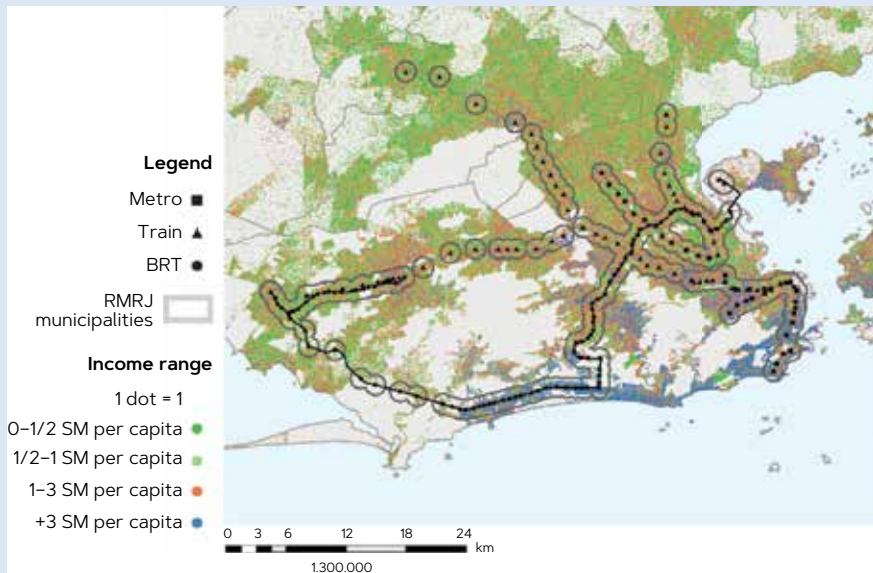 Legend
Metro
Train
BRT
RMRJ
municipalities
Income range
1 dot = 1
0–1/2 SM per capita
1/2–1 SM per capita
1–3 SM per capita
+3 SM per capita
0 3 6 12 18 24
km
1.300.000